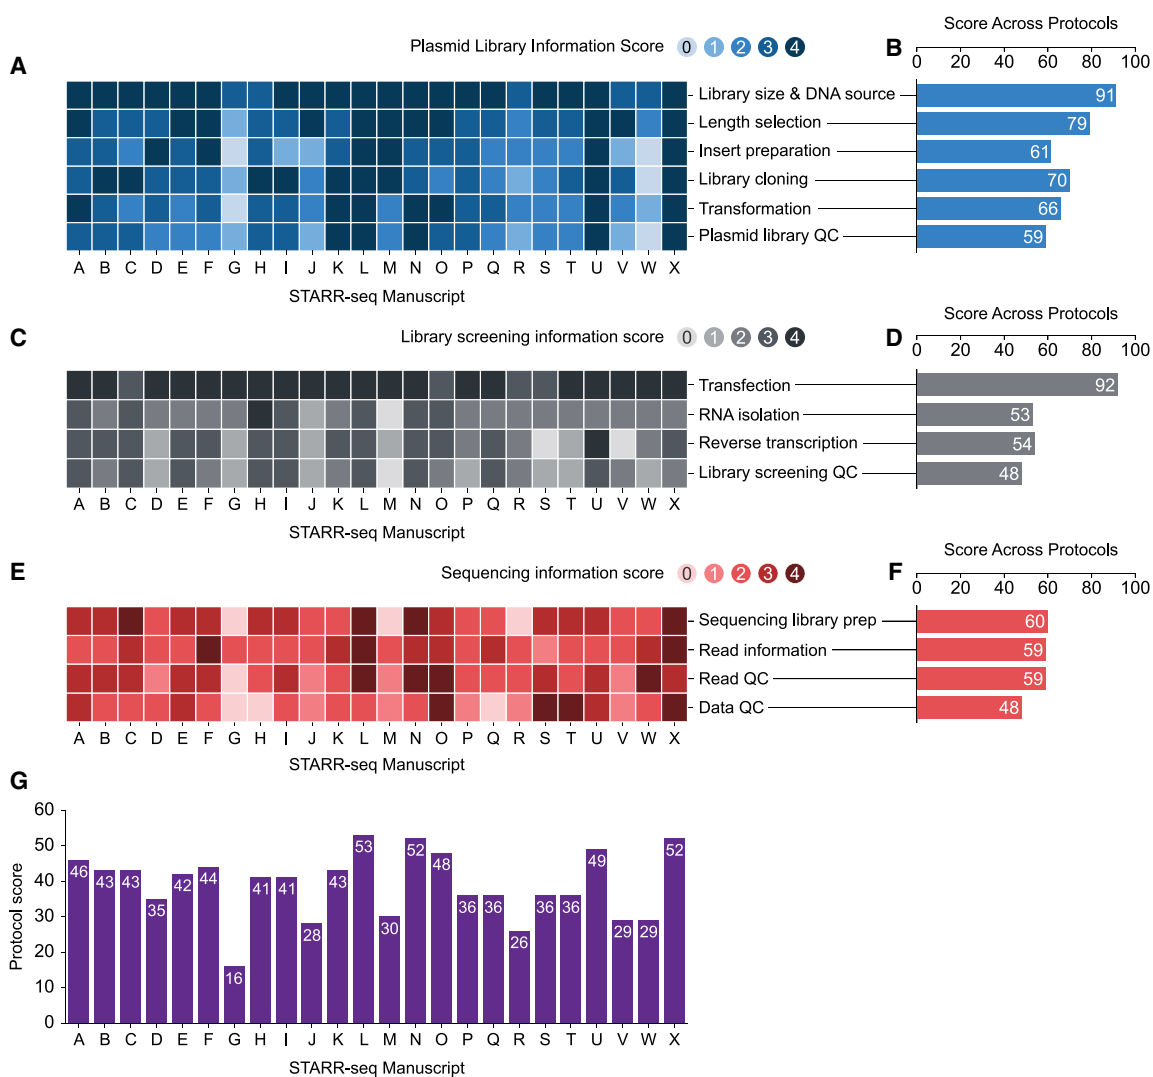 A
Plasmid Library Information Score 0 1 2 3 4
B
Score Across Protocols
0 20 40 60 80 100
Library size & DNA source 91
Length selection 79
Insert preparation 61
Library cloning 70
Transformation 66
Plasmid library QC 59
A B C D E F G H I J K L M N O P Q R S T U V W X
STARR-seq Manuscript
C
Library screening information score 0 1 2 3 4
D
Score Across Protocols
0 20 40 60 80 100
Transfection 92
RNA isolation 53
Reverse transcription 54
Library screening QC 48
A B C D E F G H I J K L M N O P Q R S T U V W X
STARR-seq Manuscript
E
Sequencing information score 0 1 2 3 4
F
Score Across Protocols
0 20 40 60 80 100
Sequencing library prep 60
Read information 59
Read QC 59
Data QC 48
A B C D E F G H I J K L M N O P Q R S T U V W X
STARR-seq Manuscript
G
Protocol score
60
50
40
30
20
10
0
46 43 43 35 42 44 16 41 41 28 43 53 30 52 48 36 36 26 36 36 49 29 29 52
A B C D E F G H I J K L M N O P Q R S T U V W X
STARR-seq Manuscript